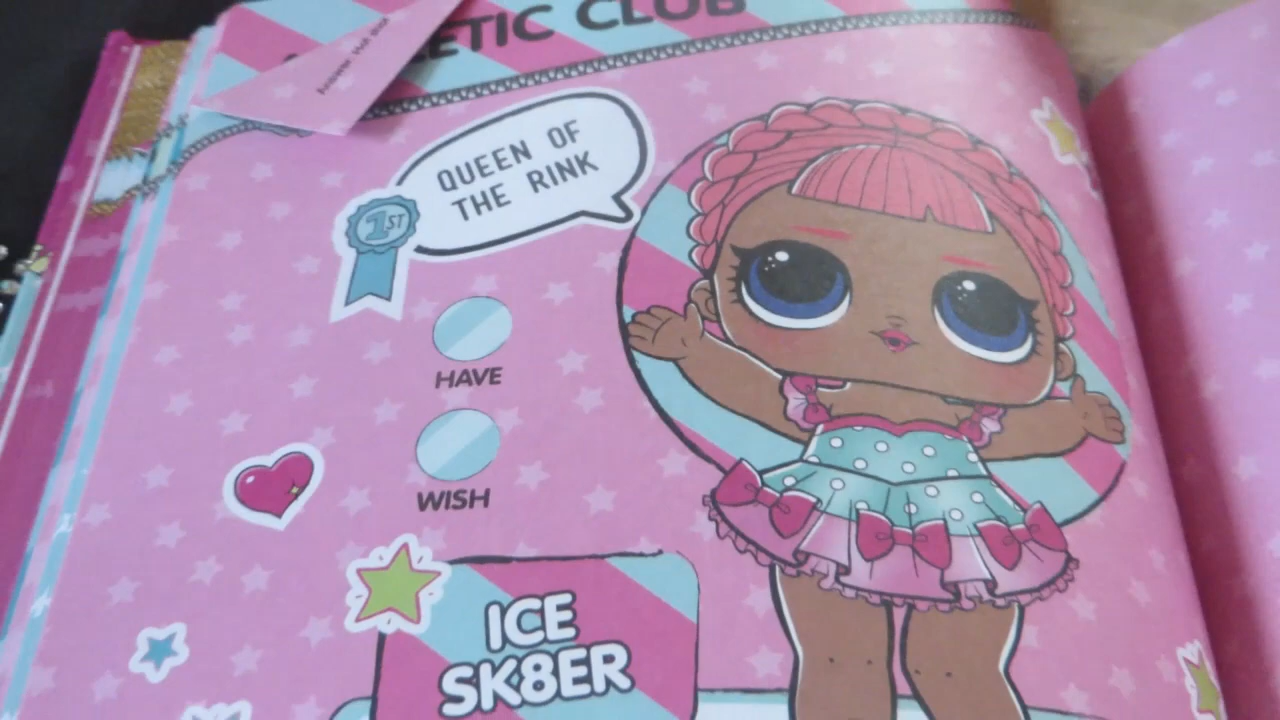 ETIC CLUB
QUEEN OF
THE RINK
1ST
HAVE
WISH
ICE
SK8ER